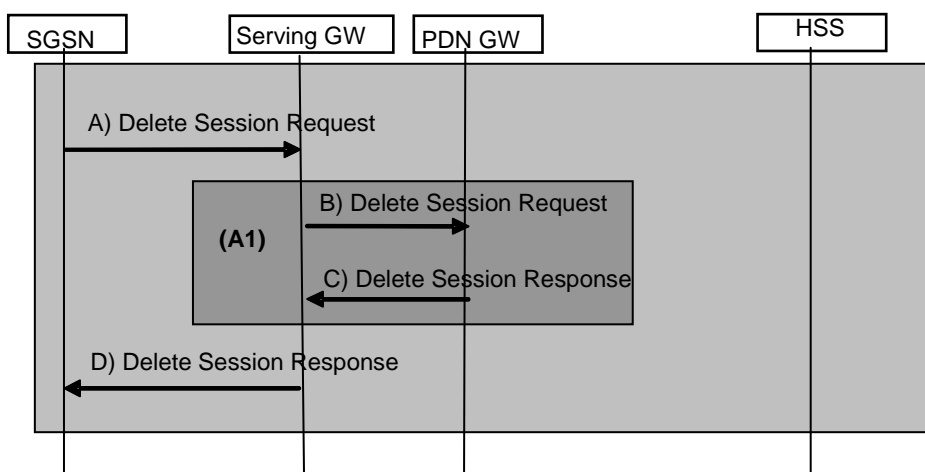 SGSN
Serving GW
PDN GW
HSS
A) Delete Session Request
B) Delete Session Request
(A1)
C) Delete Session Response
D) Delete Session Response